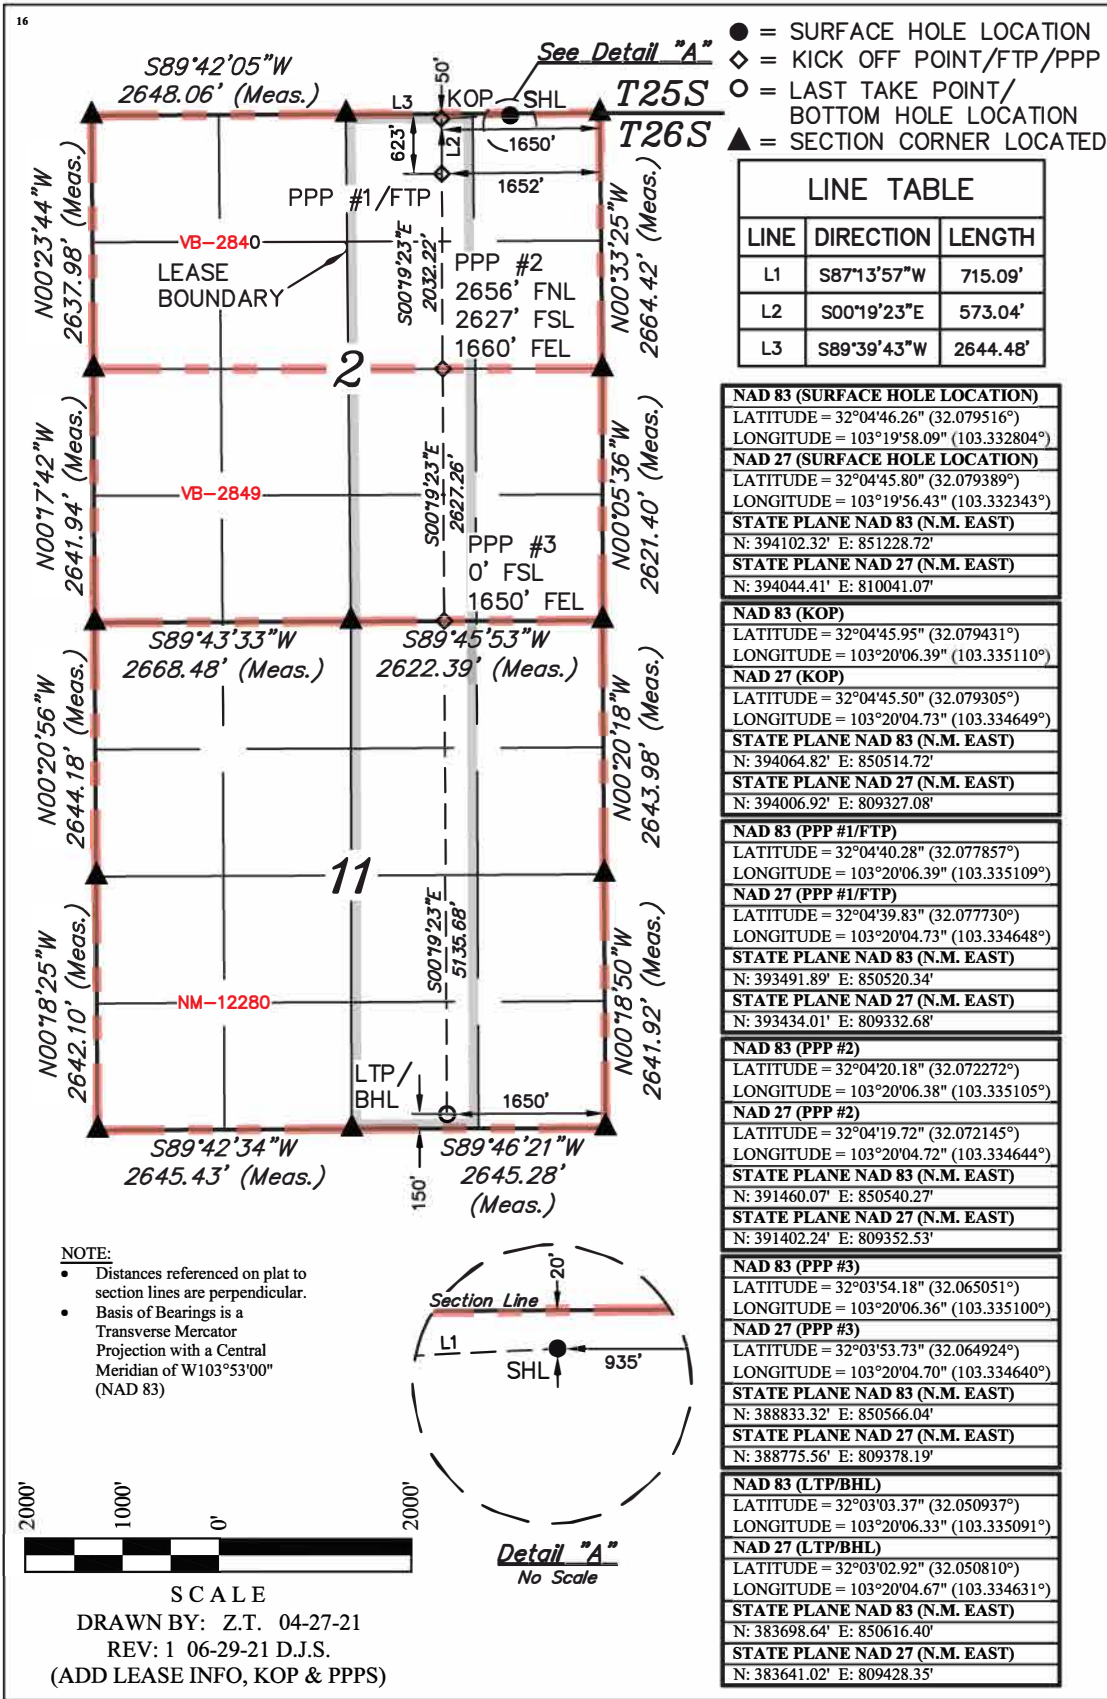 16
● = SURFACE HOLE LOCATION
◇ = KICK OFF POINT/FTP/PPP
○ = LAST TAKE POINT/
BOTTOM HOLE LOCATION
▲ = SECTION CORNER LOCATED
See Detail "A"
S89°42'05"W
2648.06' (Meas.)
L3
50'
KOP
SHL
T25S
T26S
623'
L2
1650'
1652'
PPP #1/FTP
N00°23'44"W
2637.98' (Meas.)
VB-2840
LEASE
BOUNDARY
S00°19'23"E
2032.22'
PPP #2
2656' FNL
2627' FSL
1660' FEL
N00°33'25"W
2664.42' (Meas.)
2
N00°17'42"W
2641.94' (Meas.)
VB-2849
S00°19'23"E
2627.26'
PPP #3
0' FSL
1650' FEL
N00°05'36"W
2621.40' (Meas.)
S89°43'33"W
2668.48' (Meas.)
S89°45'53"W
2622.39' (Meas.)
N00°20'56"W
2644.18' (Meas.)
N00°20'18"W
2643.98' (Meas.)
11
N00°18'25"W
2642.10' (Meas.)
NM-12280
S00°19'23"E
5135.68'
N00°18'50"W
2641.92' (Meas.)
LTP/
BHL
1650'
S89°42'34"W
2645.43' (Meas.)
150'
S89°46'21"W
2645.28'
(Meas.)
LINE TABLE
LINE DIRECTION LENGTH
L1 S87°13'57"W 715.09'
L2 S00°19'23"E 573.04'
L3 S89°39'43"W 2644.48'
NAD 83 (SURFACE HOLE LOCATION)
LATITUDE = 32°04'46.26" (32.079516°)
LONGITUDE = 103°19'58.09" (103.332804°)
NAD 27 (SURFACE HOLE LOCATION)
LATITUDE = 32°04'45.80" (32.079389°)
LONGITUDE = 103°19'56.43" (103.332343°)
STATE PLANE NAD 83 (N.M. EAST)
N: 394102.32' E: 851228.72'
STATE PLANE NAD 27 (N.M. EAST)
N: 394044.41' E: 810041.07'
NAD 83 (KOP)
LATITUDE = 32°04'45.95" (32.079431°)
LONGITUDE = 103°20'06.39" (103.335110°)
NAD 27 (KOP)
LATITUDE = 32°04'45.50" (32.079305°)
LONGITUDE = 103°20'04.73" (103.334649°)
STATE PLANE NAD 83 (N.M. EAST)
N: 394064.82' E: 850514.72'
STATE PLANE NAD 27 (N.M. EAST)
N: 394006.92' E: 809327.08'
NAD 83 (PPP #1/FTP)
LATITUDE = 32°04'40.28" (32.077857°)
LONGITUDE = 103°20'06.39" (103.335109°)
NAD 27 (PPP #1/FTP)
LATITUDE = 32°04'39.83" (32.077730°)
LONGITUDE = 103°20'04.73" (103.334648°)
STATE PLANE NAD 83 (N.M. EAST)
N: 393491.89' E: 850520.34'
STATE PLANE NAD 27 (N.M. EAST)
N: 393434.01' E: 809332.68'
NAD 83 (PPP #2)
LATITUDE = 32°04'20.18" (32.072272°)
LONGITUDE = 103°20'06.38" (103.335105°)
NAD 27 (PPP #2)
LATITUDE = 32°04'19.72" (32.072145°)
LONGITUDE = 103°20'04.72" (103.334644°)
STATE PLANE NAD 83 (N.M. EAST)
N: 391460.07' E: 850540.27'
STATE PLANE NAD 27 (N.M. EAST)
N: 391402.24' E: 809352.53'
NAD 83 (PPP #3)
LATITUDE = 32°03'54.18" (32.065051°)
LONGITUDE = 103°20'06.36" (103.335100°)
NAD 27 (PPP #3)
LATITUDE = 32°03'53.73" (32.064924°)
LONGITUDE = 103°20'04.70" (103.334640°)
STATE PLANE NAD 83 (N.M. EAST)
N: 388833.32' E: 850566.04'
STATE PLANE NAD 27 (N.M. EAST)
N: 388775.56' E: 809378.19'
NAD 83 (LTP/BHL)
LATITUDE = 32°03'03.37" (32.050937°)
LONGITUDE = 103°20'06.33" (103.335091°)
NAD 27 (LTP/BHL)
LATITUDE = 32°03'02.92" (32.050810°)
LONGITUDE = 103°20'04.67" (103.334631°)
STATE PLANE NAD 83 (N.M. EAST)
N: 383698.64' E: 850616.40'
STATE PLANE NAD 27 (N.M. EAST)
N: 383641.02' E: 809428.35'
NOTE:
• Distances referenced on plat to
section lines are perpendicular.
• Basis of Bearings is a
Transverse Mercator
Projection with a Central
Meridian of W103°53'00"
(NAD 83)
Section Line
20'
L1
SHL
935'
Detail "A"
No Scale
2000'
1000'
0'
2000'
SCALE
DRAWN BY: Z.T. 04-27-21
REV: 1 06-29-21 D.J.S.
(ADD LEASE INFO, KOP & PPPS)